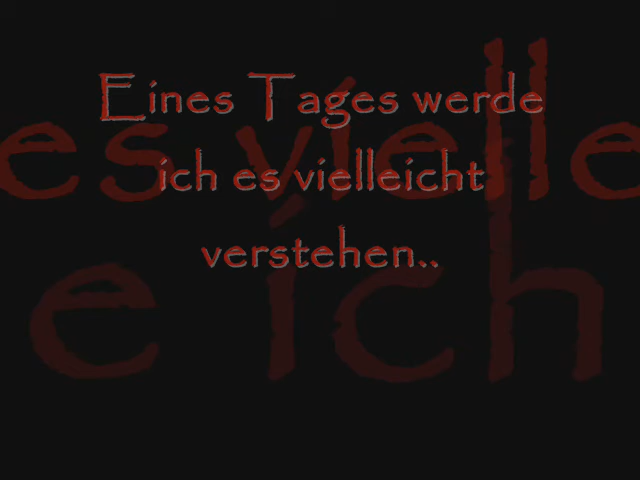 Eines Tages werde
ich es vielleicht
verstehen..
es vielle
e ich